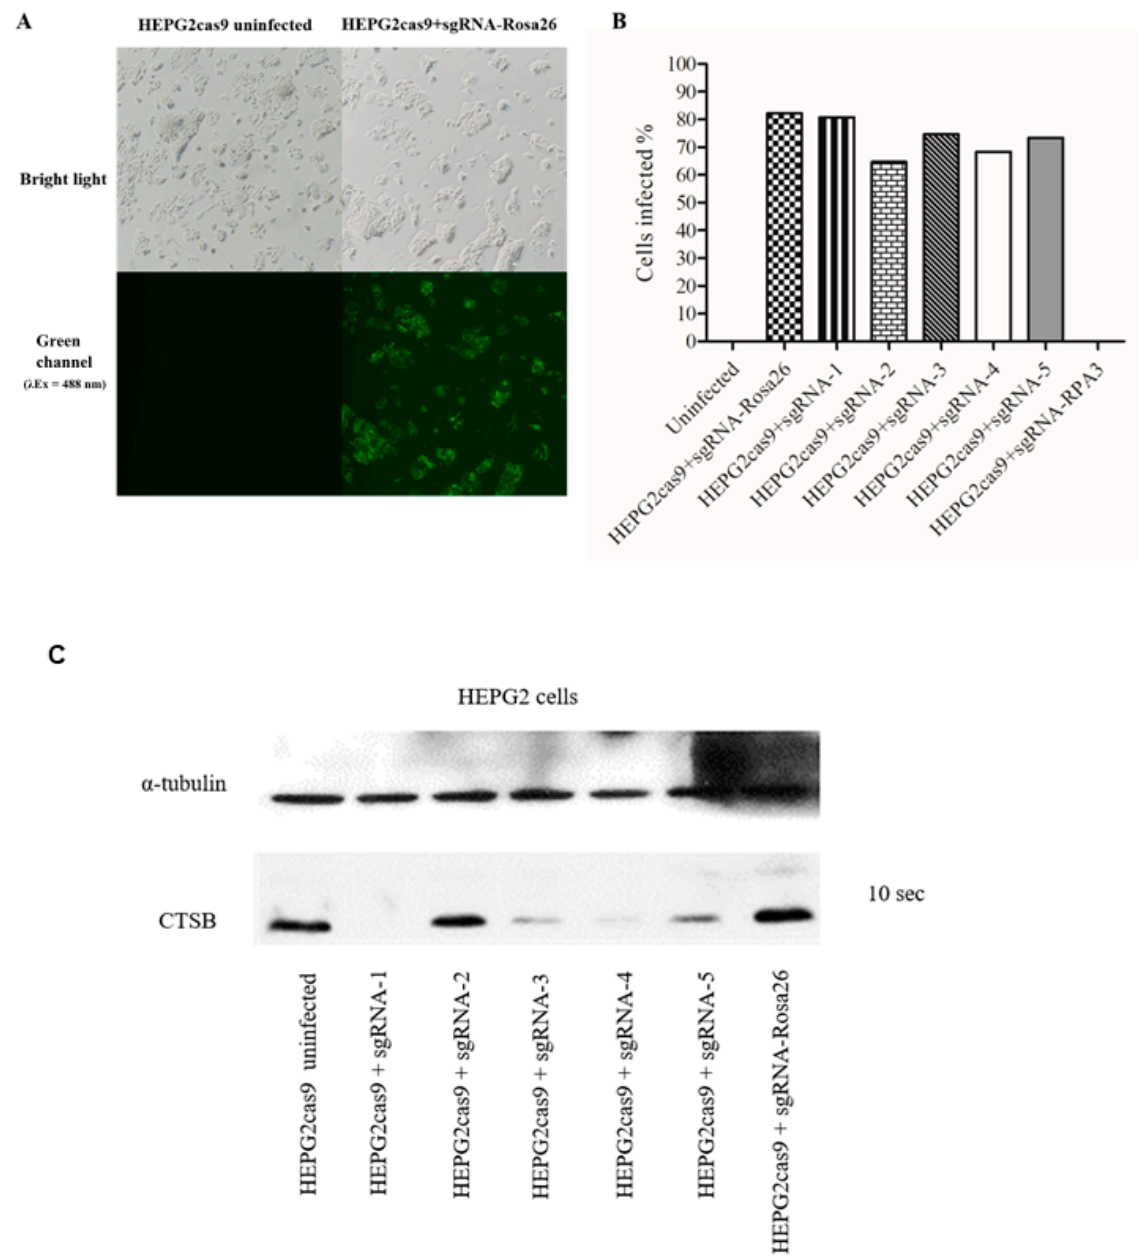 A
HEPG2cas9 uninfected
HEPG2cas9+sgRNA-Rosa26
Bright light
Green
channel
(λEx = 488 nm)
B
Cells infected %
100
90
80
70
60
50
40
30
20
10
0
Uninfected
HEPG2cas9+sgRNA-Rosa26
HEPG2cas9+sgRNA-1
HEPG2cas9+sgRNA-2
HEPG2cas9+sgRNA-3
HEPG2cas9+sgRNA-4
HEPG2cas9+sgRNA-5
HEPG2cas9+sgRNA-RPA3
C
HEPG2 cells
α-tubulin
CTSB
10 sec
HEPG2cas9 uninfected
HEPG2cas9 + sgRNA-1
HEPG2cas9 + sgRNA-2
HEPG2cas9 + sgRNA-3
HEPG2cas9 + sgRNA-4
HEPG2cas9 + sgRNA-5
HEPG2cas9 + sgRNA-Rosa26